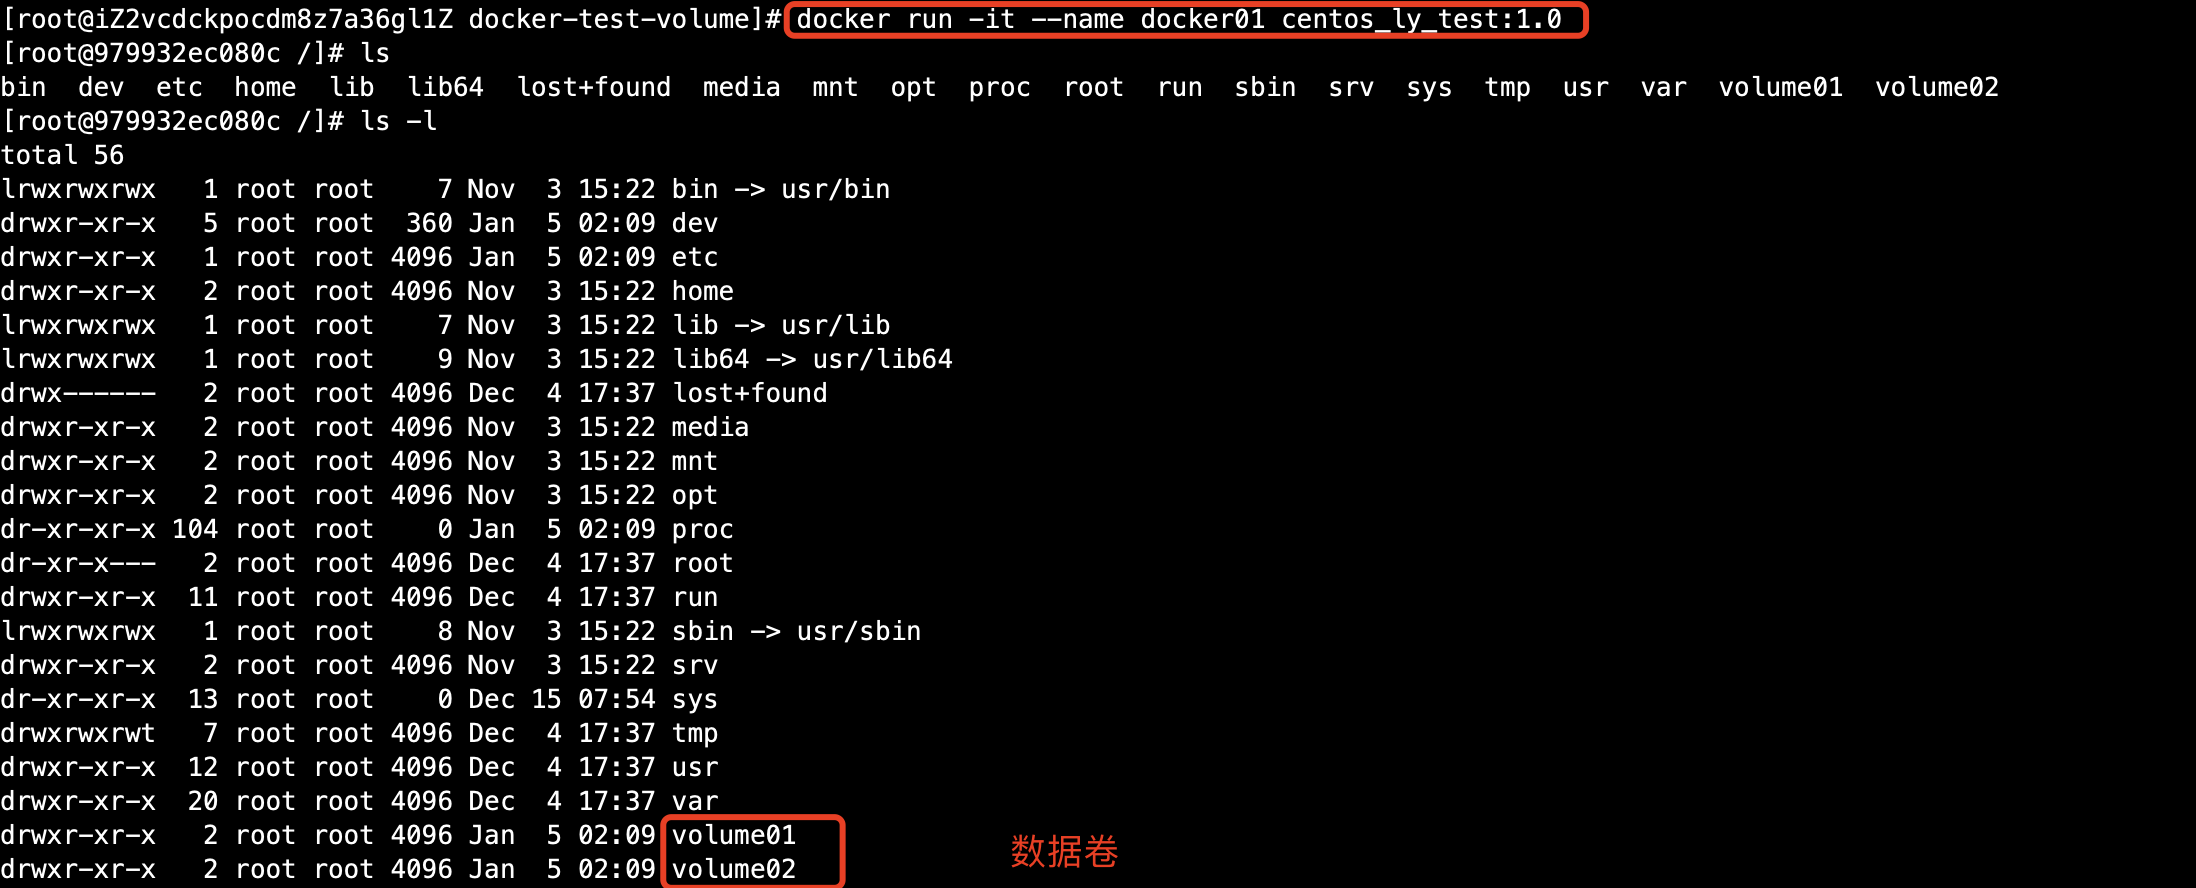 [root@iZ2vcdckpocdm8z7a36gl1Z docker-test-volume]# docker run -it --name docker01 centos_ly_test:1.0
[root@979932ec080c /]# ls
bin  dev  etc  home  lib  lib64  lost+found  media  mnt  opt  proc  root  run  sbin  srv  sys  tmp  usr  var  volume01  volume02
[root@979932ec080c /]# ls -l
total 56
lrwxrwxrwx   1 root root    7 Nov  3 15:22 bin -> usr/bin
drwxr-xr-x   5 root root  360 Jan  5 02:09 dev
drwxr-xr-x   1 root root 4096 Jan  5 02:09 etc
drwxr-xr-x   2 root root 4096 Nov  3 15:22 home
lrwxrwxrwx   1 root root    7 Nov  3 15:22 lib -> usr/lib
lrwxrwxrwx   1 root root    9 Nov  3 15:22 lib64 -> usr/lib64
drwx------   2 root root 4096 Dec  4 17:37 lost+found
drwxr-xr-x   2 root root 4096 Nov  3 15:22 media
drwxr-xr-x   2 root root 4096 Nov  3 15:22 mnt
drwxr-xr-x   2 root root 4096 Nov  3 15:22 opt
dr-xr-xr-x 104 root root    0 Jan  5 02:09 proc
dr-xr-x---   2 root root 4096 Dec  4 17:37 root
drwxr-xr-x  11 root root 4096 Dec  4 17:37 run
lrwxrwxrwx   1 root root    8 Nov  3 15:22 sbin -> usr/sbin
drwxr-xr-x   2 root root 4096 Nov  3 15:22 srv
dr-xr-xr-x  13 root root    0 Dec 15 07:54 sys
drwxrwxrwt   7 root root 4096 Dec  4 17:37 tmp
drwxr-xr-x  12 root root 4096 Dec  4 17:37 usr
drwxr-xr-x  20 root root 4096 Dec  4 17:37 var
drwxr-xr-x   2 root root 4096 Jan  5 02:09 volume01
数据卷
drwxr-xr-x   2 root root 4096 Jan  5 02:09 volume02